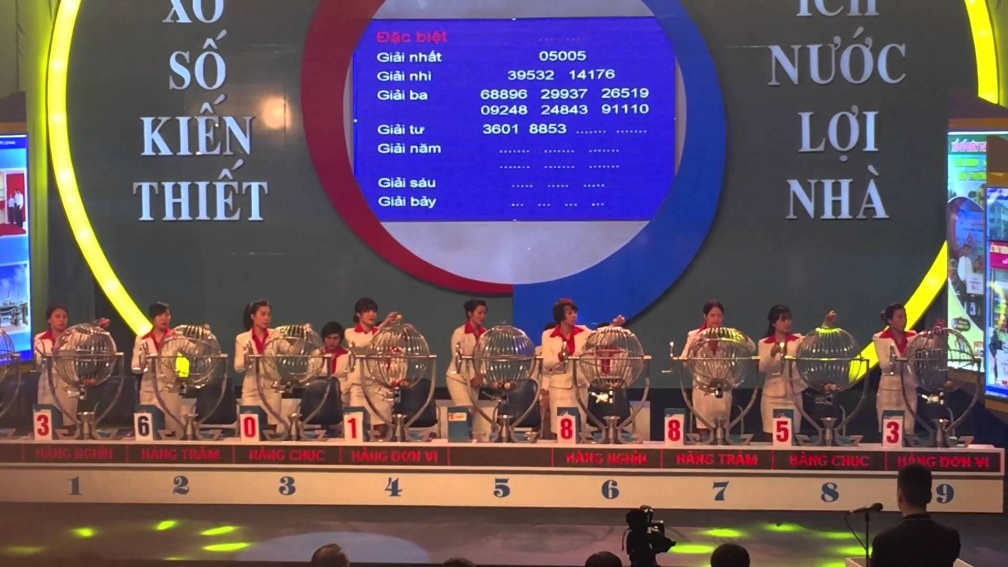 XỔ
SỐ
KIẾN
THIẾT
Đặc biệt
Giải nhất 05005
Giải nhì 39532 14176
Giải ba 68896 29937 26519
09248 24843 91110
Giải tư 3601 8853 ....... .......
Giải năm ....... ....... .......
....... ....... .......
Giải sáu ..... ..... .....
Giải bảy ... ... ... ...
ÍCH
NƯỚC
LỢI
NHÀ
3 6 0 1 8 8 5 3
HÀNG NGHÌN HÀNG TRĂM HÀNG CHỤC HÀNG ĐƠN VỊ HÀNG NGHÌN HÀNG TRĂM HÀNG CHỤC HÀNG ĐƠN VỊ
1 2 3 4 5 6 7 8 9